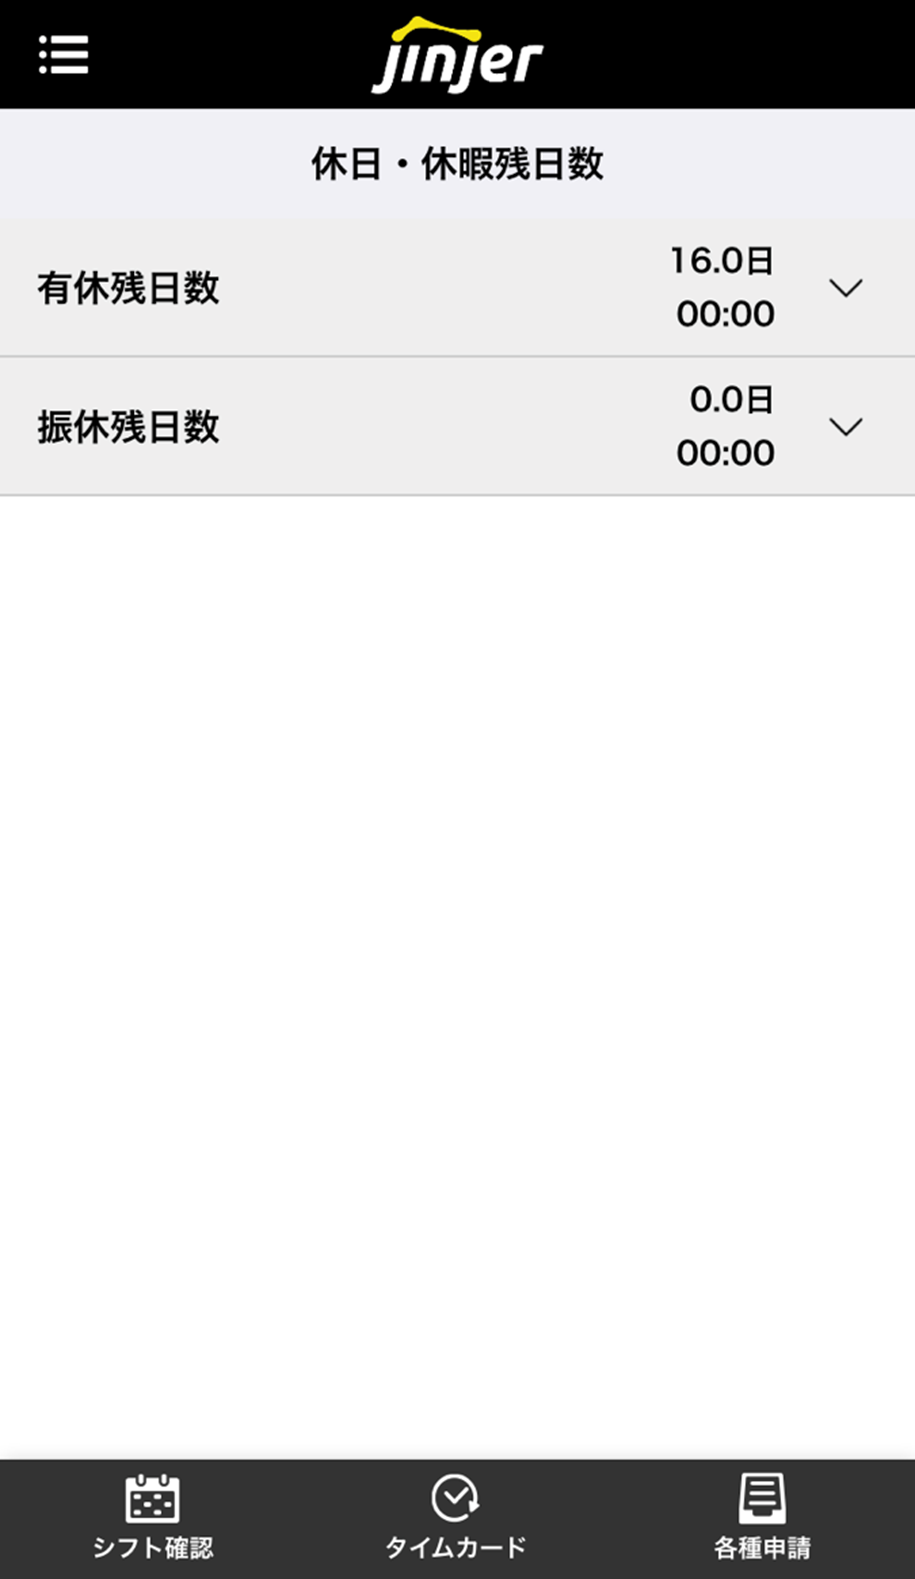 jinjer
休日・休暇残日数
有休残日数
16.0日
00:00
振休残日数
0.0日
00:00
シフト確認
タイムカード
各種申請